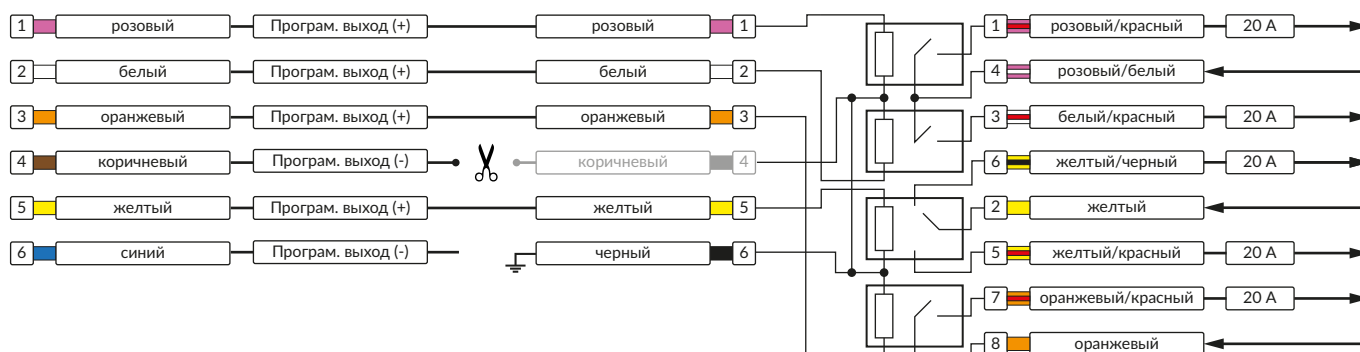 1 розовый Програм. выход (+) розовый 1 1 розовый/красный 20 А
2 белый Програм. выход (+) белый 2 4 розовый/белый
3 оранжевый Програм. выход (+) оранжевый 3 3 белый/красный 20 А
4 коричневый Програм. выход (-) коричневый 4 6 желтый/черный 20 А
5 желтый Програм. выход (+) желтый 5 2 желтый
6 синий Програм. выход (-) черный 6 5 желтый/красный 20 А
7 оранжевый/красный 20 А
8 оранжевый